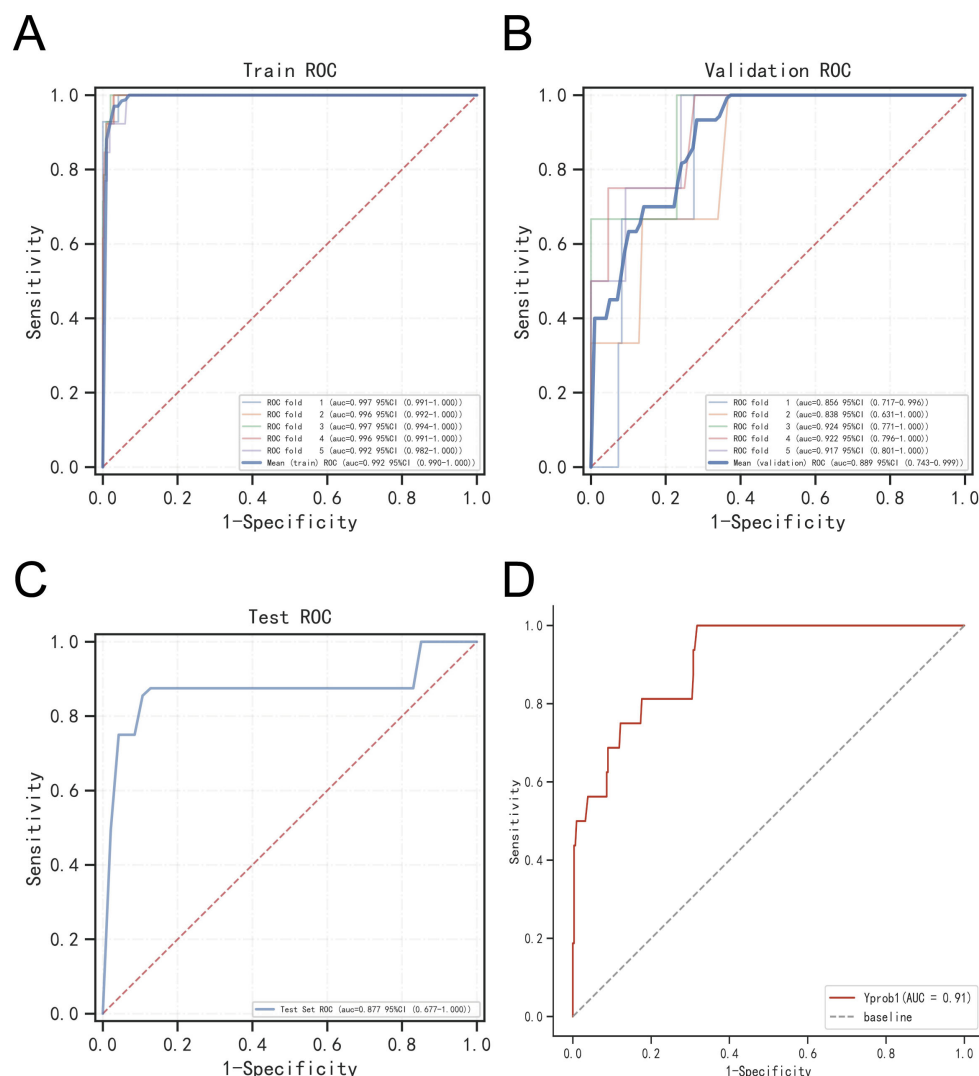 A
Train ROC
1.0
0.8
0.6
0.4
0.2
0.0
Sensitivity
ROC fold 1 (auc=0.997 95%CI (0.991-1.000))
ROC fold 2 (auc=0.996 95%CI (0.992-1.000))
ROC fold 3 (auc=0.997 95%CI (0.994-1.000))
ROC fold 4 (auc=0.996 95%CI (0.991-1.000))
ROC fold 5 (auc=0.992 95%CI (0.982-1.000))
Mean (train) ROC (auc=0.992 95%CI (0.990-1.000))
0.0 0.2 0.4 0.6 0.8 1.0
1-Specificity
B
Validation ROC
1.0
0.8
0.6
0.4
0.2
0.0
Sensitivity
ROC fold 1 (auc=0.856 95%CI (0.717-0.996))
ROC fold 2 (auc=0.838 95%CI (0.631-1.000))
ROC fold 3 (auc=0.924 95%CI (0.771-1.000))
ROC fold 4 (auc=0.922 95%CI (0.796-1.000))
ROC fold 5 (auc=0.917 95%CI (0.801-1.000))
Mean (validation) ROC (auc=0.889 95%CI (0.743-0.999))
0.0 0.2 0.4 0.6 0.8 1.0
1-Specificity
C
Test ROC
1.0
0.8
0.6
0.4
0.2
0.0
Sensitivity
Test Set ROC (auc=0.877 95%CI (0.677-1.000))
0.0 0.2 0.4 0.6 0.8 1.0
1-Specificity
D
1.0
0.8
0.6
0.4
0.2
0.0
Sensitivity
Yprob1(AUC = 0.91)
baseline
0.0 0.2 0.4 0.6 0.8 1.0
1-Specificity